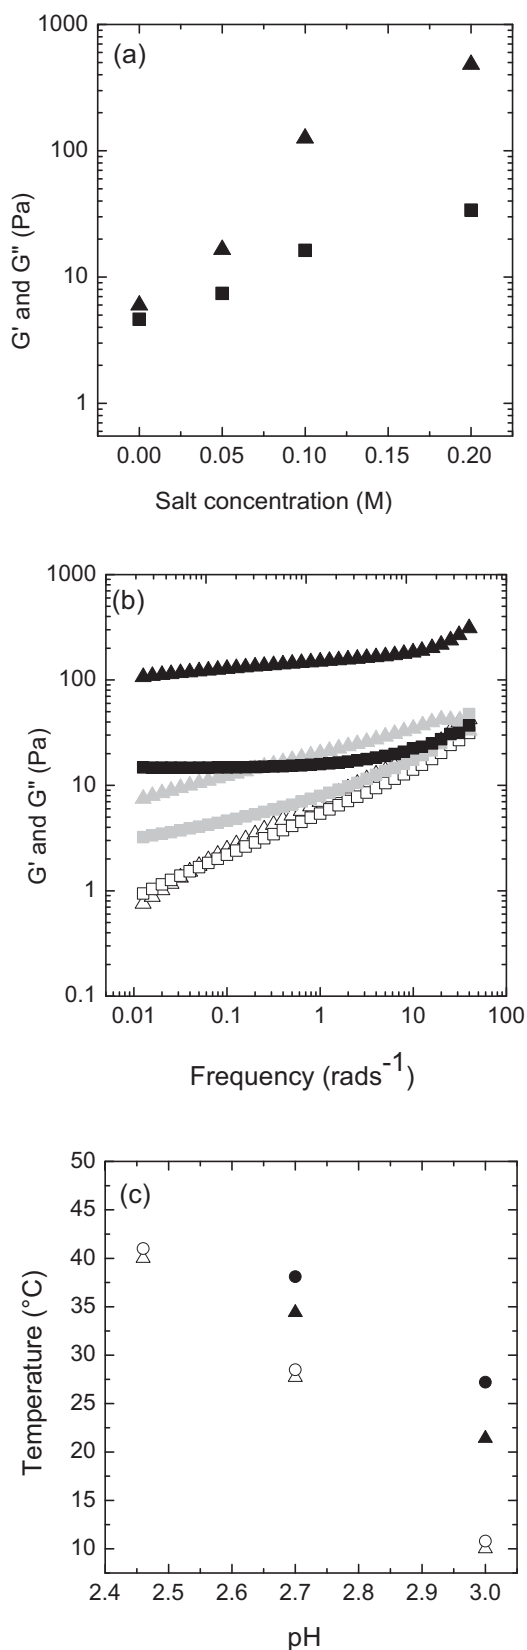 (a)
1000
100
10
1
G' and G" (Pa)
0.00 0.05 0.10 0.15 0.20
Salt concentration (M)
(b)
1000
100
10
1
0.1
G' and G" (Pa)
0.01 0.1 1 10 100
Frequency (rads-1)
(c)
50
45
40
35
30
25
20
15
10
Temperature (°C)
2.4 2.5 2.6 2.7 2.8 2.9 3.0
pH